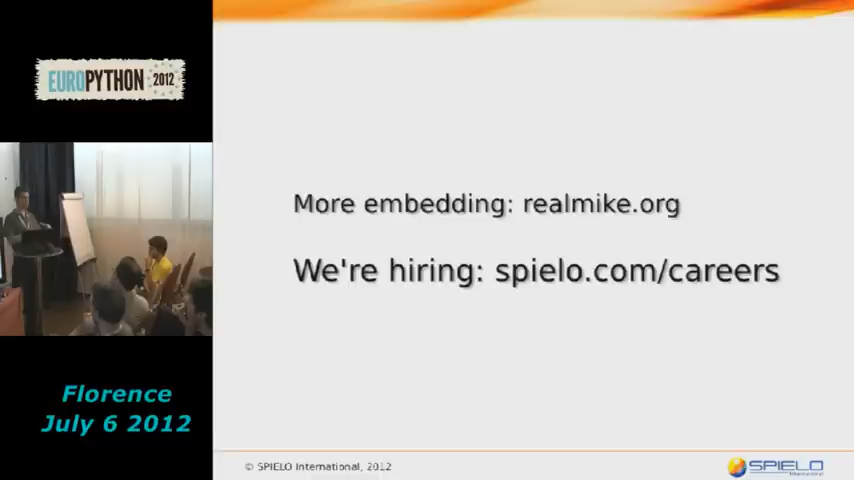 EUROPYTHON 2012
More embedding: realmike.org
We're hiring: spielo.com/careers
Florence
July 6 2012
© SPIELO International, 2012
SPIELO
International